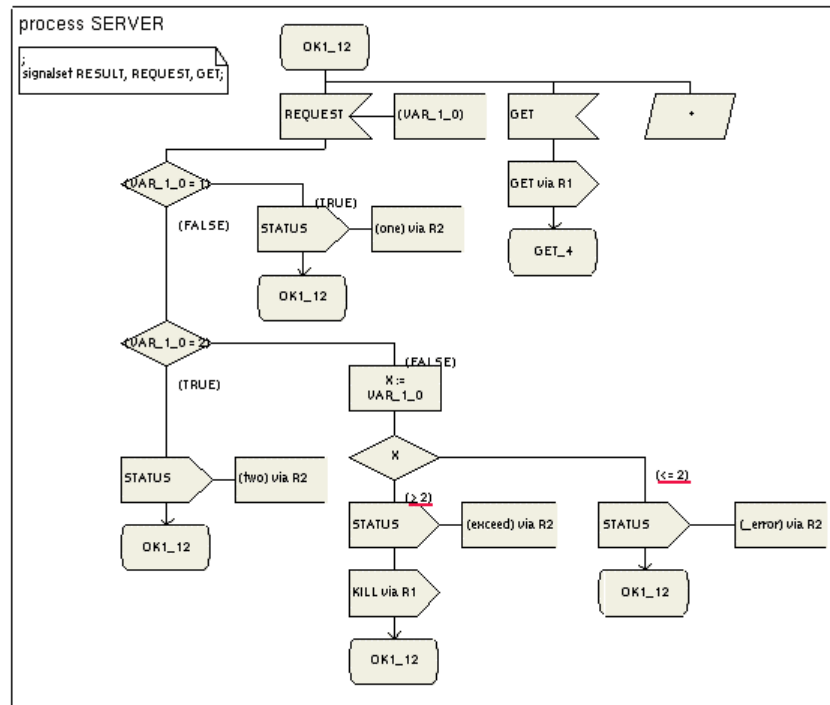 process SERVER
;
signalset RESULT, REQUEST, GET;
OK1_12
REQUEST
(VAR_1_0)
GET
*
GET via R1
GET_4
(VAR_1_0 = 1)
(TRUE)
(FALSE)
STATUS
(one) via R2
OK1_12
(VAR_1_0 = 2)
(FALSE)
(TRUE)
X :=
VAR_1_0
X
(> 2)
(<= 2)
STATUS
(two) via R2
STATUS
(exceed) via R2
STATUS
(_error) via R2
OK1_12
KILL via R1
OK1_12
OK1_12